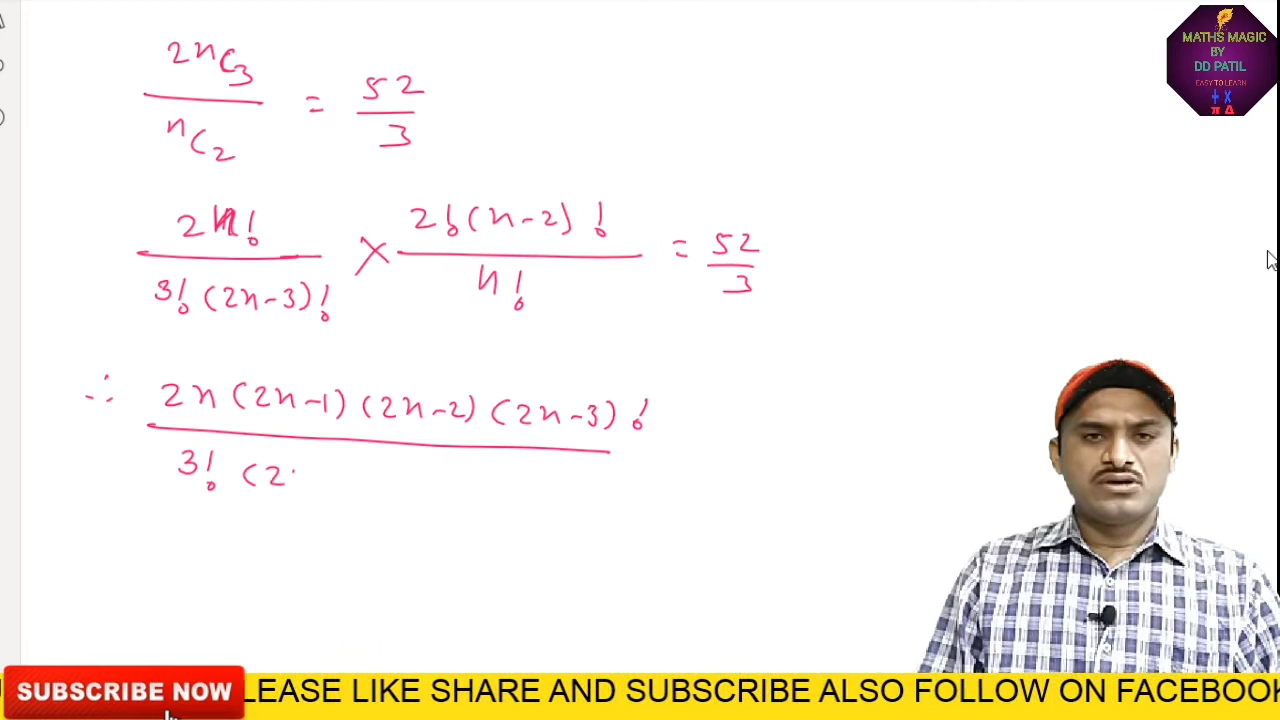 2nC3 / nC2 = 52 / 3
2n! / 3!(2n-3)! × 2!(n-2)! / n! = 52 / 3
∴ 2n(2n-1)(2n-2)(2n-3)! / 3! (2
MATHS MAGIC
BY
DD PATIL
EASY TO LEARN
+ X
π Δ
SUBSCRIBE NOW
LEASE LIKE SHARE AND SUBSCRIBE ALSO FOLLOW ON FACEBOOK